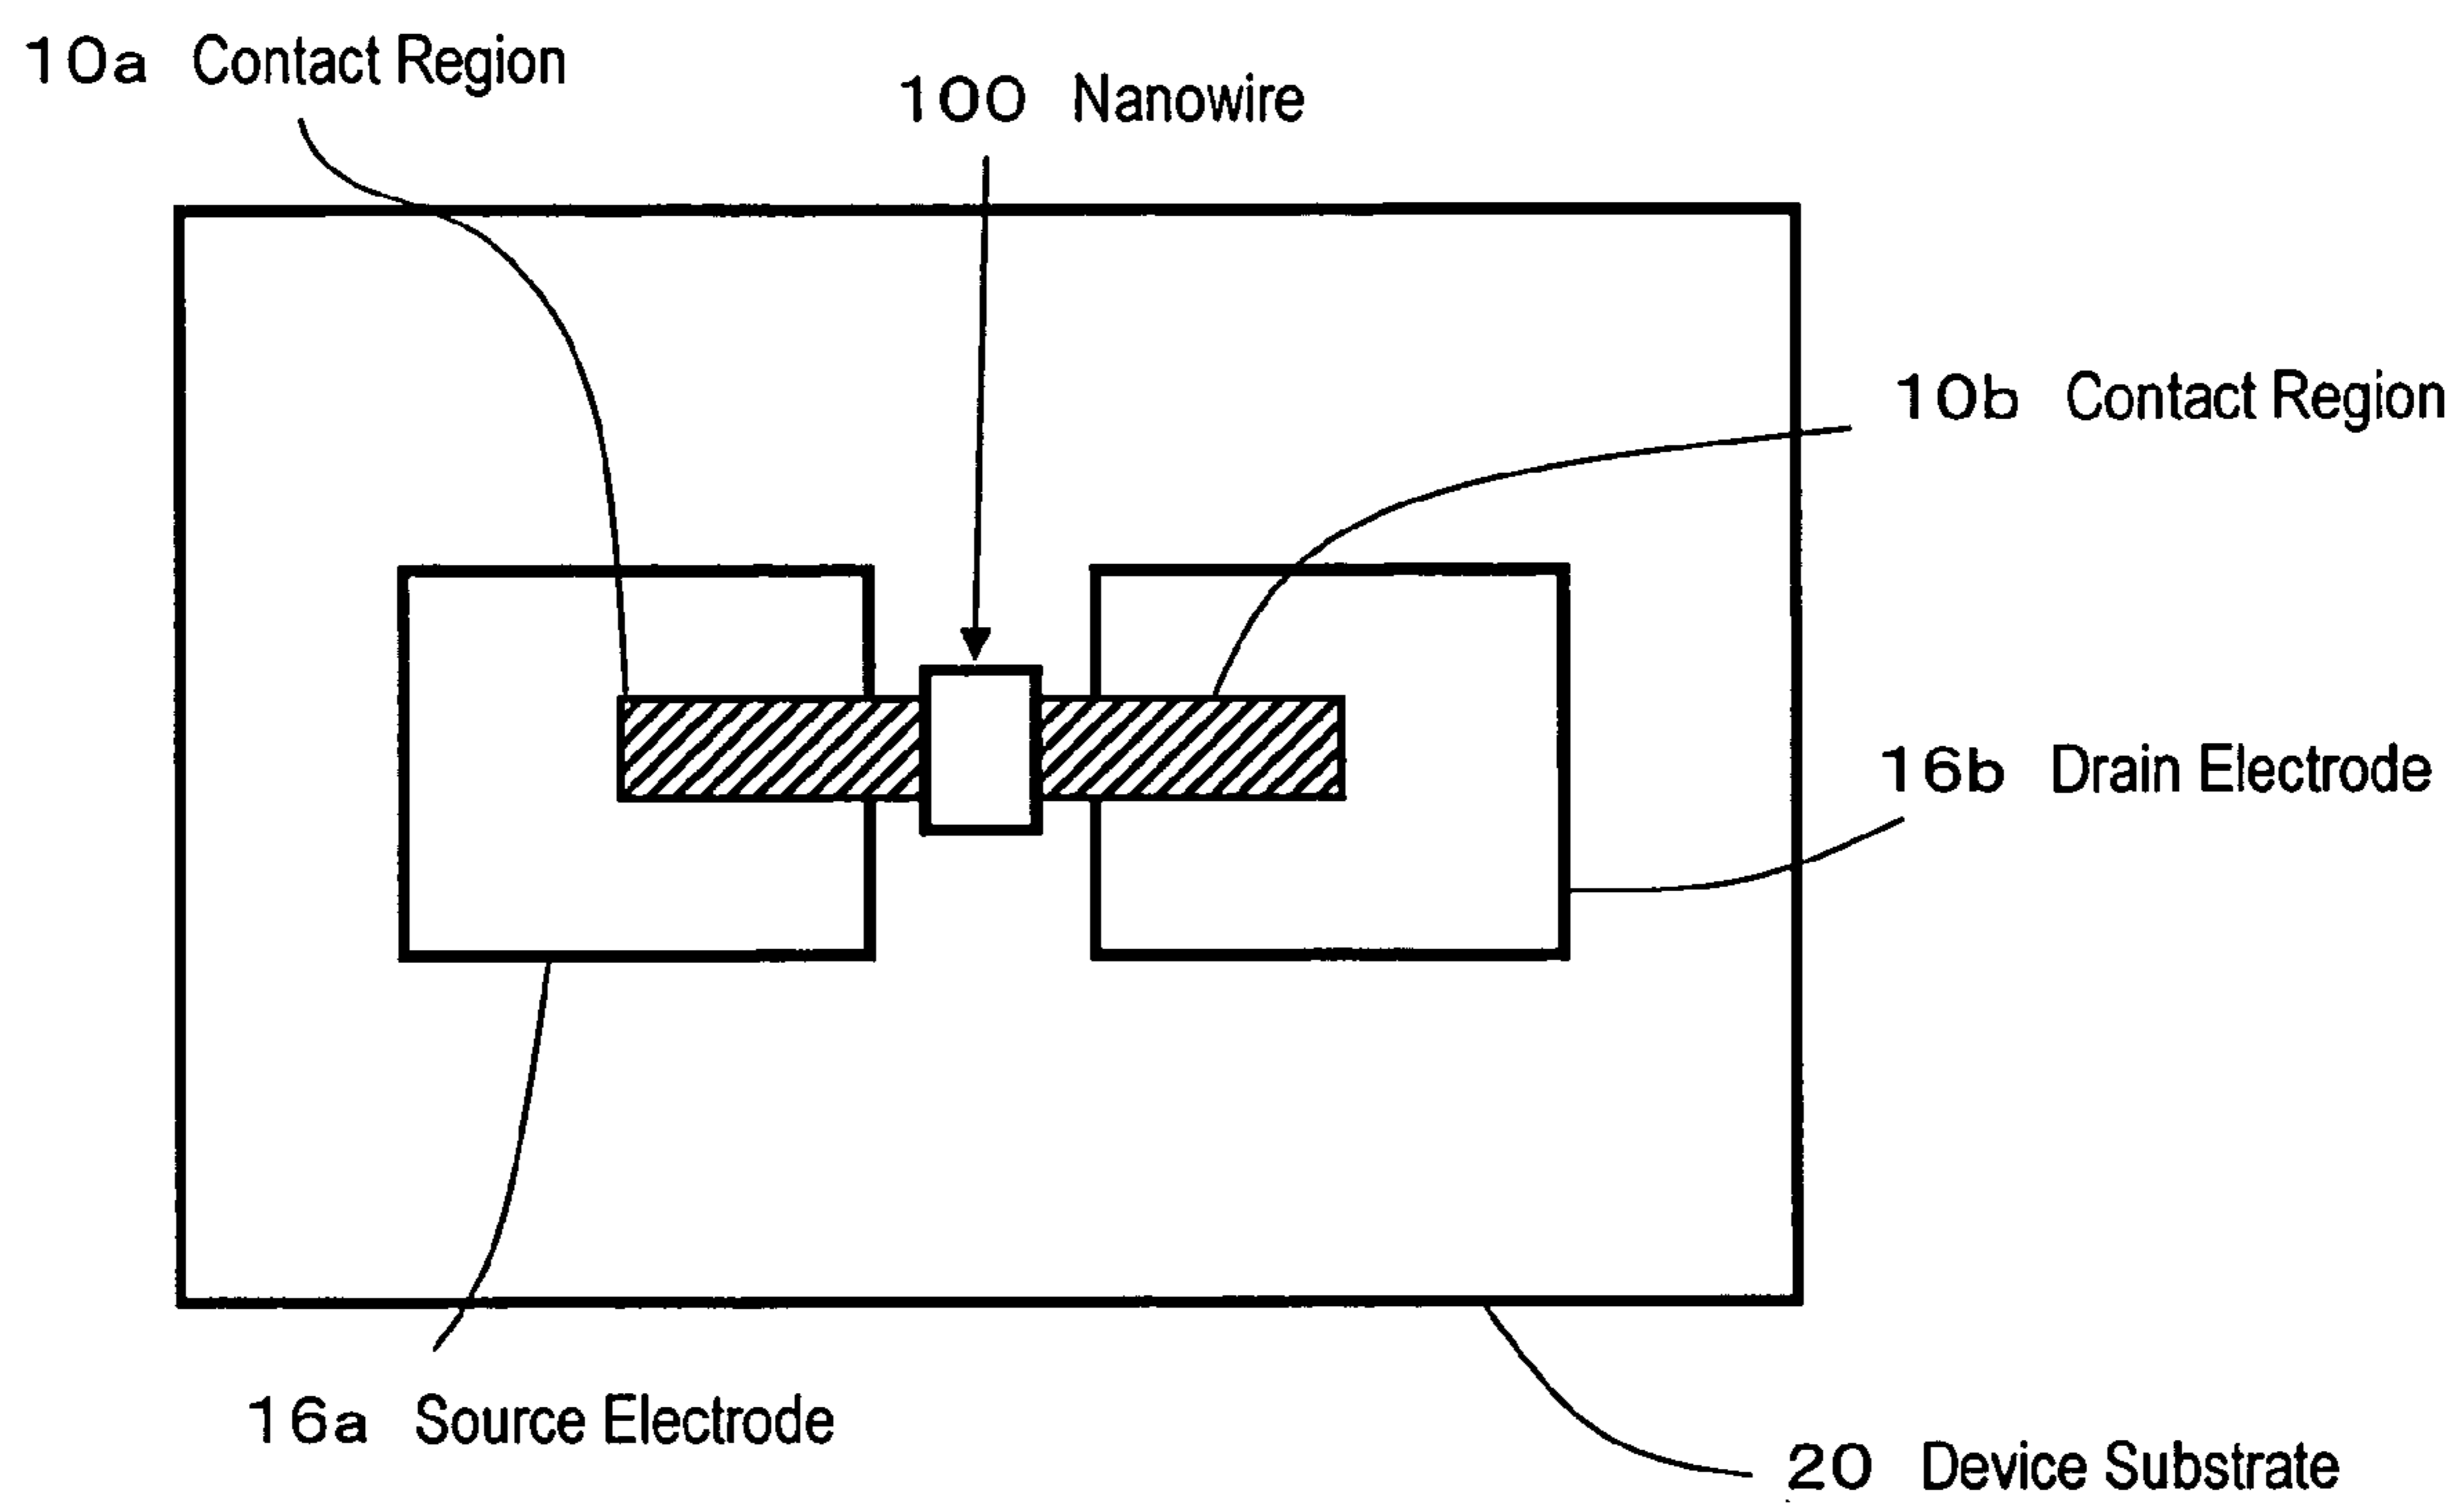 10a Contact Region
100 Nanowire
10b Contact Region
16b Drain Electrode
16a Source Electrode
20 Device Substrate